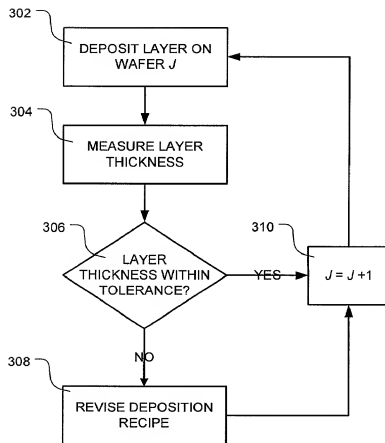 302
DEPOSIT LAYER ON
WAFER J
304
MEASURE LAYER
THICKNESS
306
LAYER
THICKNESS WITHIN
TOLERANCE?
YES
310
J = J +1
NO
308
REVISE DEPOSITION
RECIPE